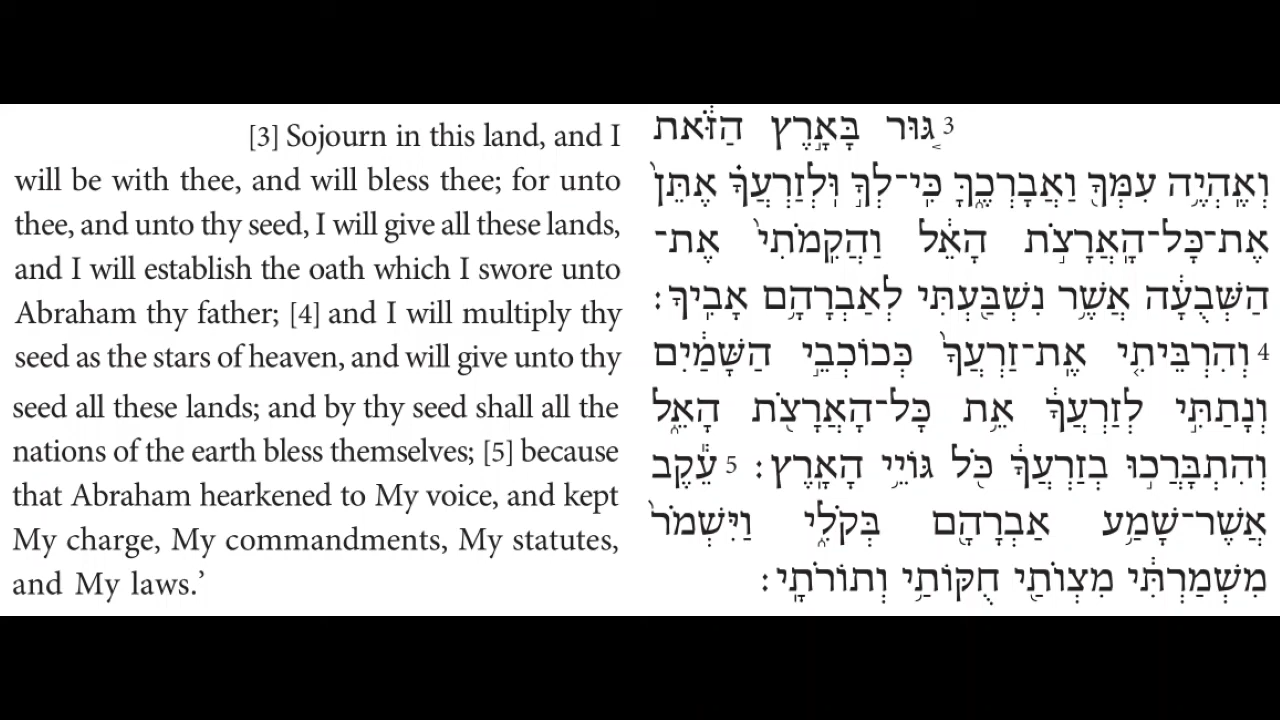 [3] Sojourn in this land, and I
will be with thee, and will bless thee; for unto
thee, and unto thy seed, I will give all these lands,
and I will establish the oath which I swore unto
Abraham thy father; [4] and I will multiply thy
seed as the stars of heaven, and will give unto thy
seed all these lands; and by thy seed shall all the
nations of the earth bless themselves; [5] because
that Abraham hearkened to My voice, and kept
My charge, My commandments, My statutes,
and My laws.’
3 גּ֚וּר בָּאָ֣רֶץ הַזֹּ֔את
וְאֶֽהְיֶ֥ה עִמְּךָ֖ וַאֲבָרְכֶ֑ךָּ כִּֽי־לְךָ֣ וּֽלְזַרְעֲךָ֗ אֶתֵּן֙
אֶת־כׇּל־הָֽאֲרָצֹ֣ת הָאֵ֔ל וַהֲקִֽמֹתִי֙ אֶת־
הַשְּׁבֻעָ֔ה אֲשֶׁ֥ר נִשְׁבַּ֖עְתִּי לְאַבְרָהָ֥ם אָבִֽיךָ׃
4 וְהִרְבֵּיתִ֤י אֶֽת־זַרְעֲךָ֙ כְּכוֹכְבֵ֣י הַשָּׁמַ֔יִם
וְנָתַתִּ֣י לְזַרְעֲךָ֔ אֵ֥ת כׇּל־הָאֲרָצֹ֖ת הָאֵ֑ל
וְהִתְבָּרֲכ֣וּ בְזַרְעֲךָ֔ כֹּ֖ל גּוֹיֵ֥י הָאָֽרֶץ׃ 5 עֵ֕קֶב
אֲשֶׁר־שָׁמַ֥ע אַבְרָהָ֖ם בְּקֹלִ֑י וַיִּשְׁמֹר֙
מִשְׁמַרְתִּ֔י מִצְוֺתַ֖י חֻקּוֹתַ֥י וְתוֹרֹתָֽי׃